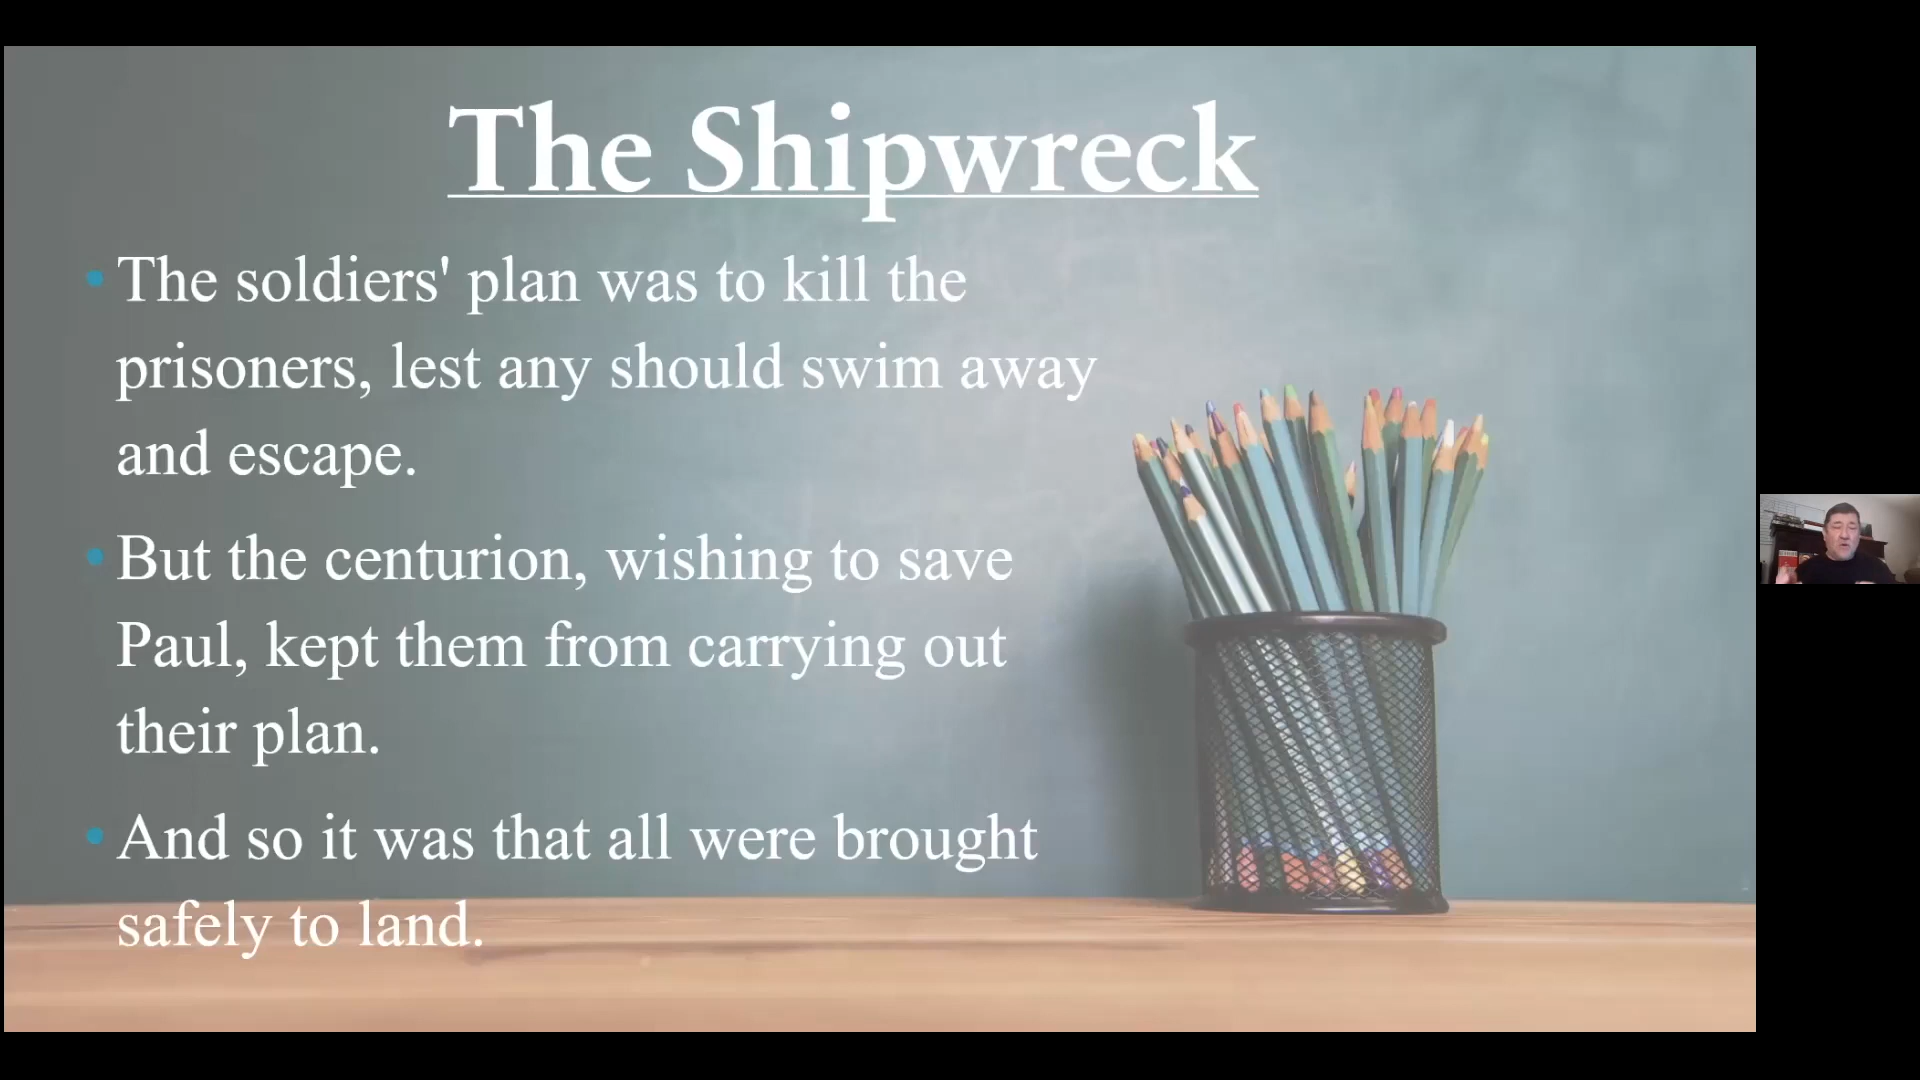 The Shipwreck
• The soldiers' plan was to kill the
prisoners, lest any should swim away
and escape.
• But the centurion, wishing to save
Paul, kept them from carrying out
their plan.
• And so it was that all were brought
safely to land.